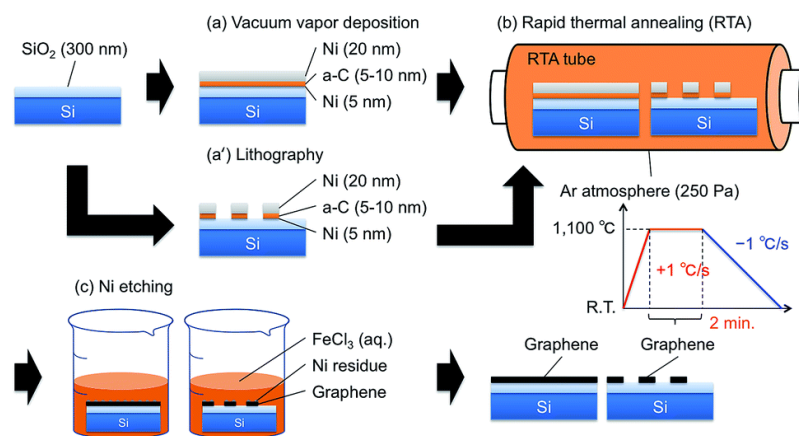 (a) Vacuum vapor deposition
(b) Rapid thermal annealing (RTA)
SiO₂ (300 nm)
Si
Ni (20 nm)
a-C (5-10 nm)
Ni (5 nm)
Si
RTA tube
Si
Si
(a′) Lithography
Ni (20 nm)
a-C (5-10 nm)
Ni (5 nm)
Si
Ar atmosphere (250 Pa)
1,100 °C
−1 °C/s
+1 °C/s
R.T.
2 min.
(c) Ni etching
FeCl₃ (aq.)
Ni residue
Graphene
Si
Si
Graphene
Graphene
Si
Si